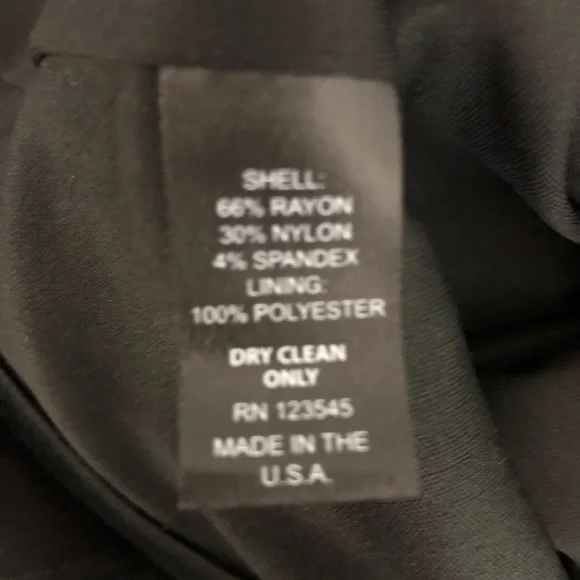 SHELL:
66% RAYON
30% NYLON
4% SPANDEX
LINING:
100% POLYESTER
DRY CLEAN
ONLY
RN 123545
MADE IN THE
U.S.A.